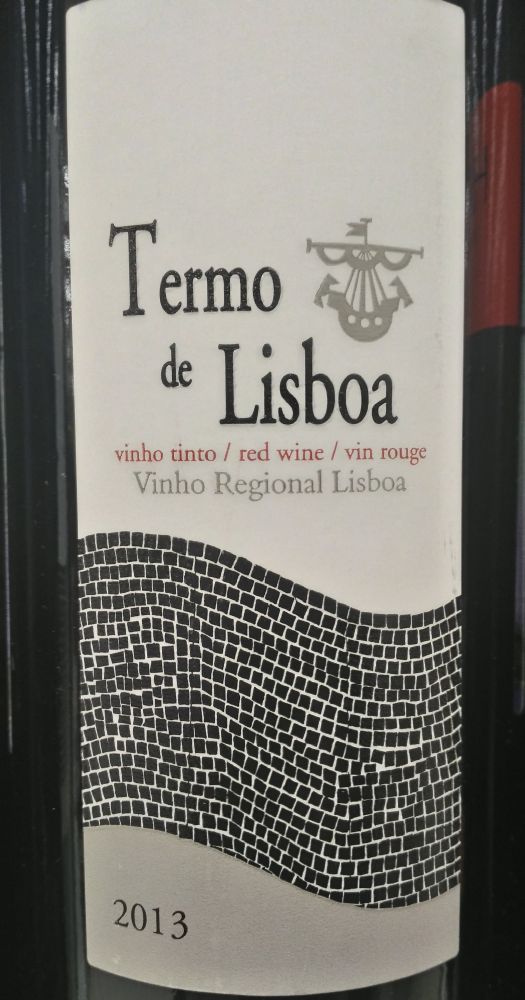 Termo
de Lisboa
vinho tinto / red wine / vin rouge
Vinho Regional Lisboa
2013